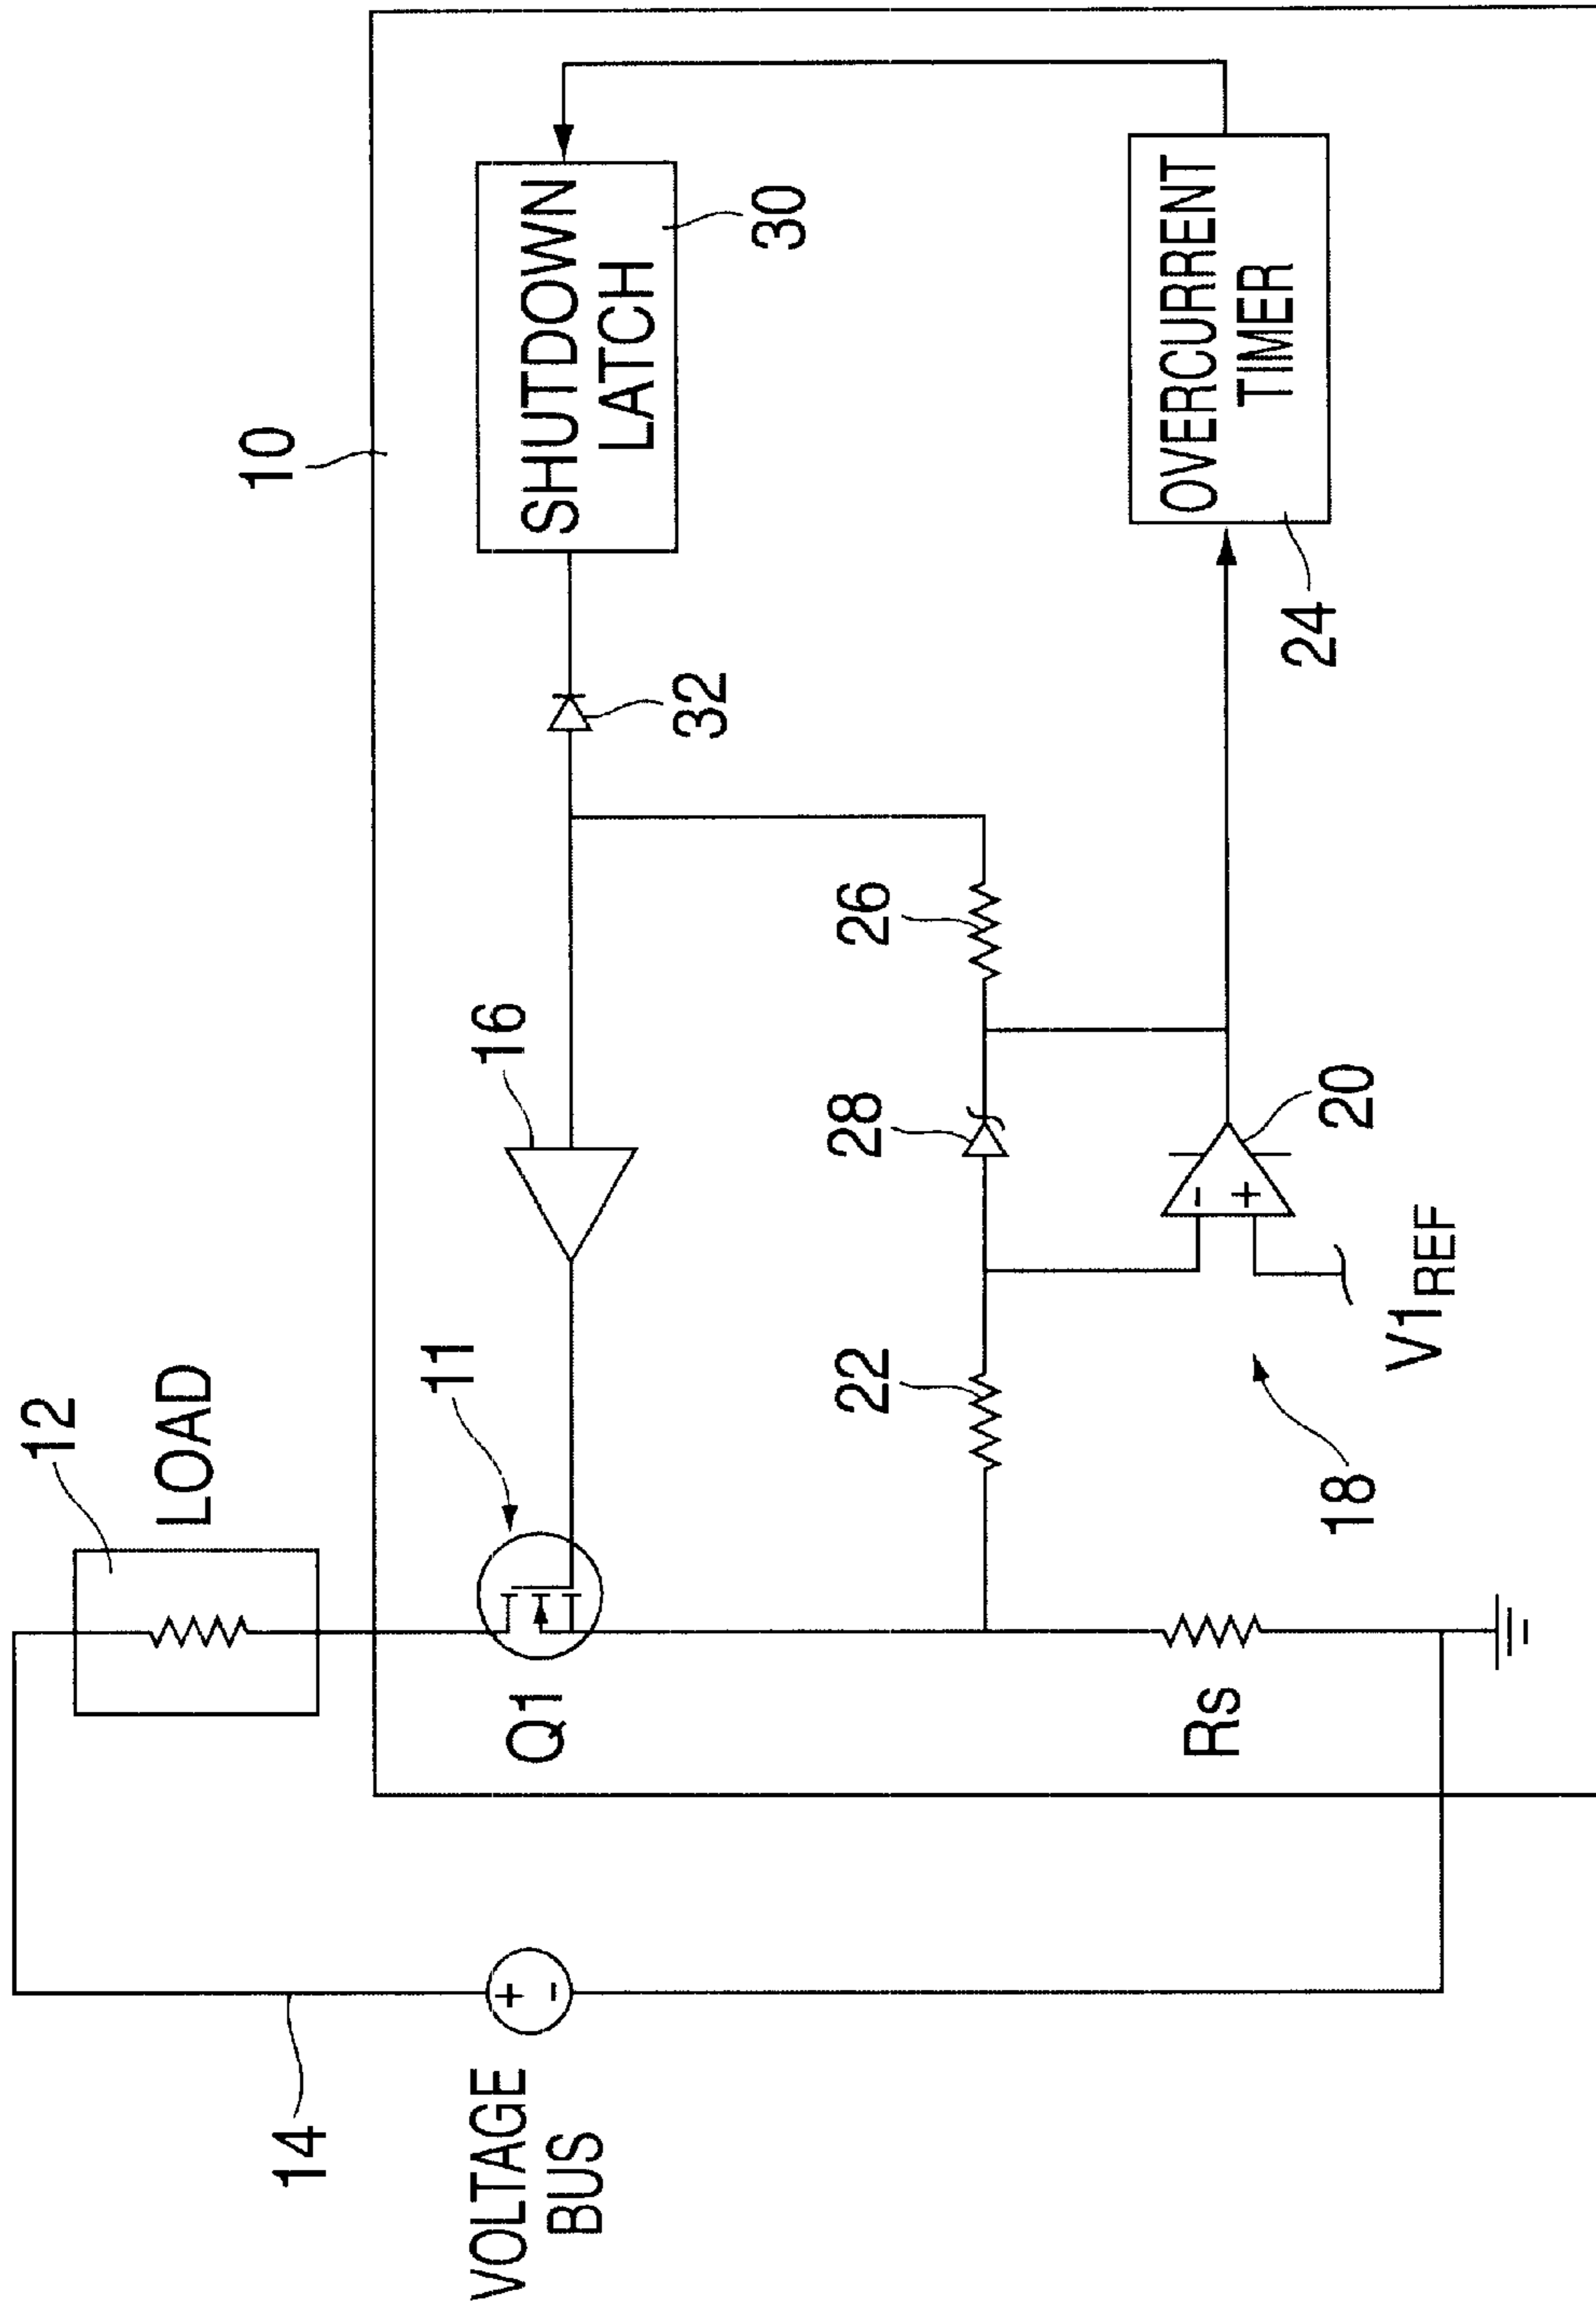 12
LOAD
10
11
Q1
16
SHUTDOWN
LATCH
30
32
14
VOLTAGE
BUS
+
-
22
28
26
Rs
18
-
+
20
V1REF
24
OVERCURRENT
TIMER